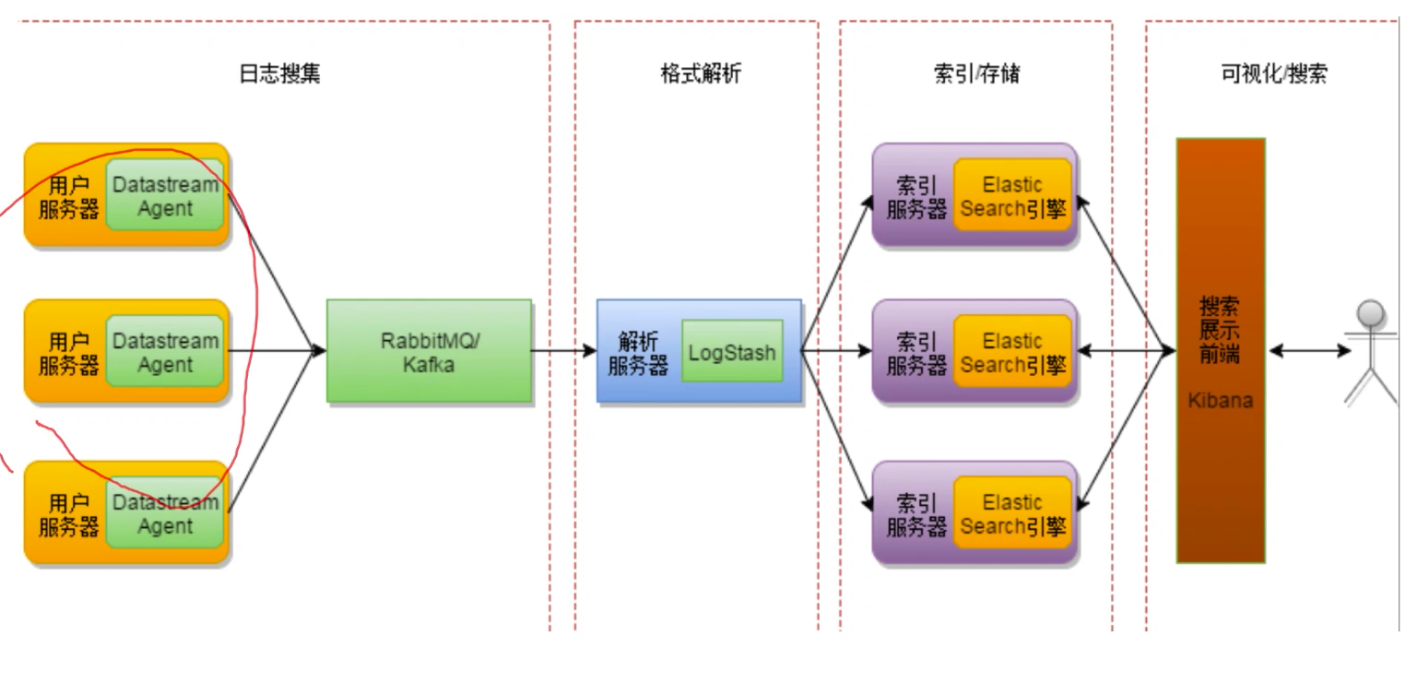 日志搜集
格式解析
索引/存储
可视化/搜索
用户
服务器
Datastream
Agent
用户
服务器
Datastream
Agent
用户
服务器
Datastream
Agent
RabbitMQ/
Kafka
解析
服务器
LogStash
索引
服务器
Elastic
Search引擎
索引
服务器
Elastic
Search引擎
索引
服务器
Elastic
Search引擎
搜索
展示
前端
Kibana